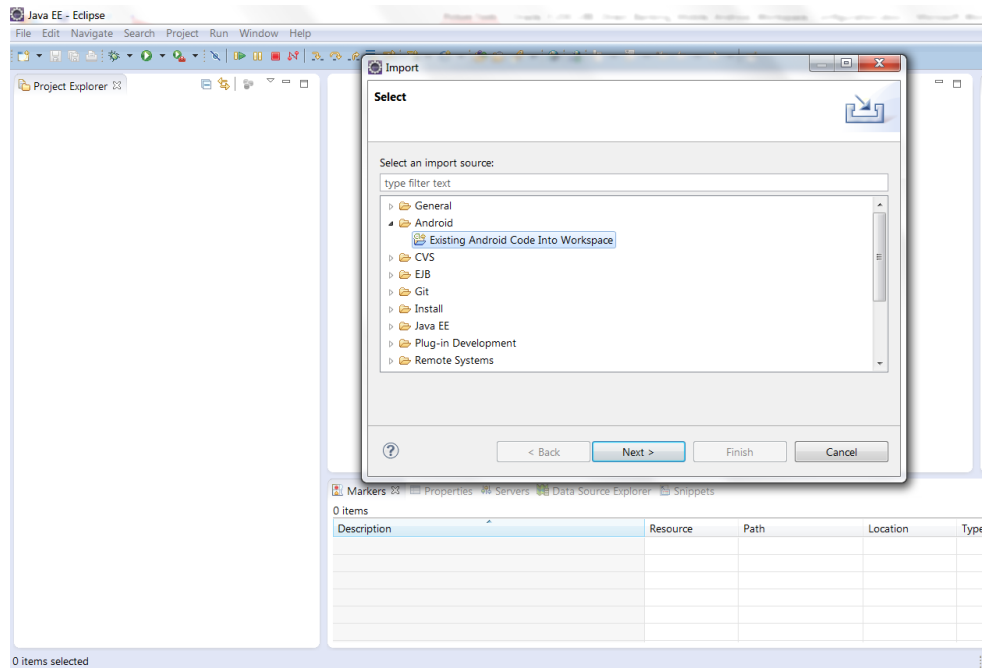 Java EE - Eclipse
File Edit Navigate Search Project Run Window Help
Project Explorer
Import
Select
Select an import source:
type filter text
General
Android
Existing Android Code Into Workspace
CVS
EJB
Git
Install
Java EE
Plug-in Development
Remote Systems
? < Back Next > Finish Cancel
Markers Properties Servers Data Source Explorer Snippets
0 items
Description Resource Path Location Type
0 items selected